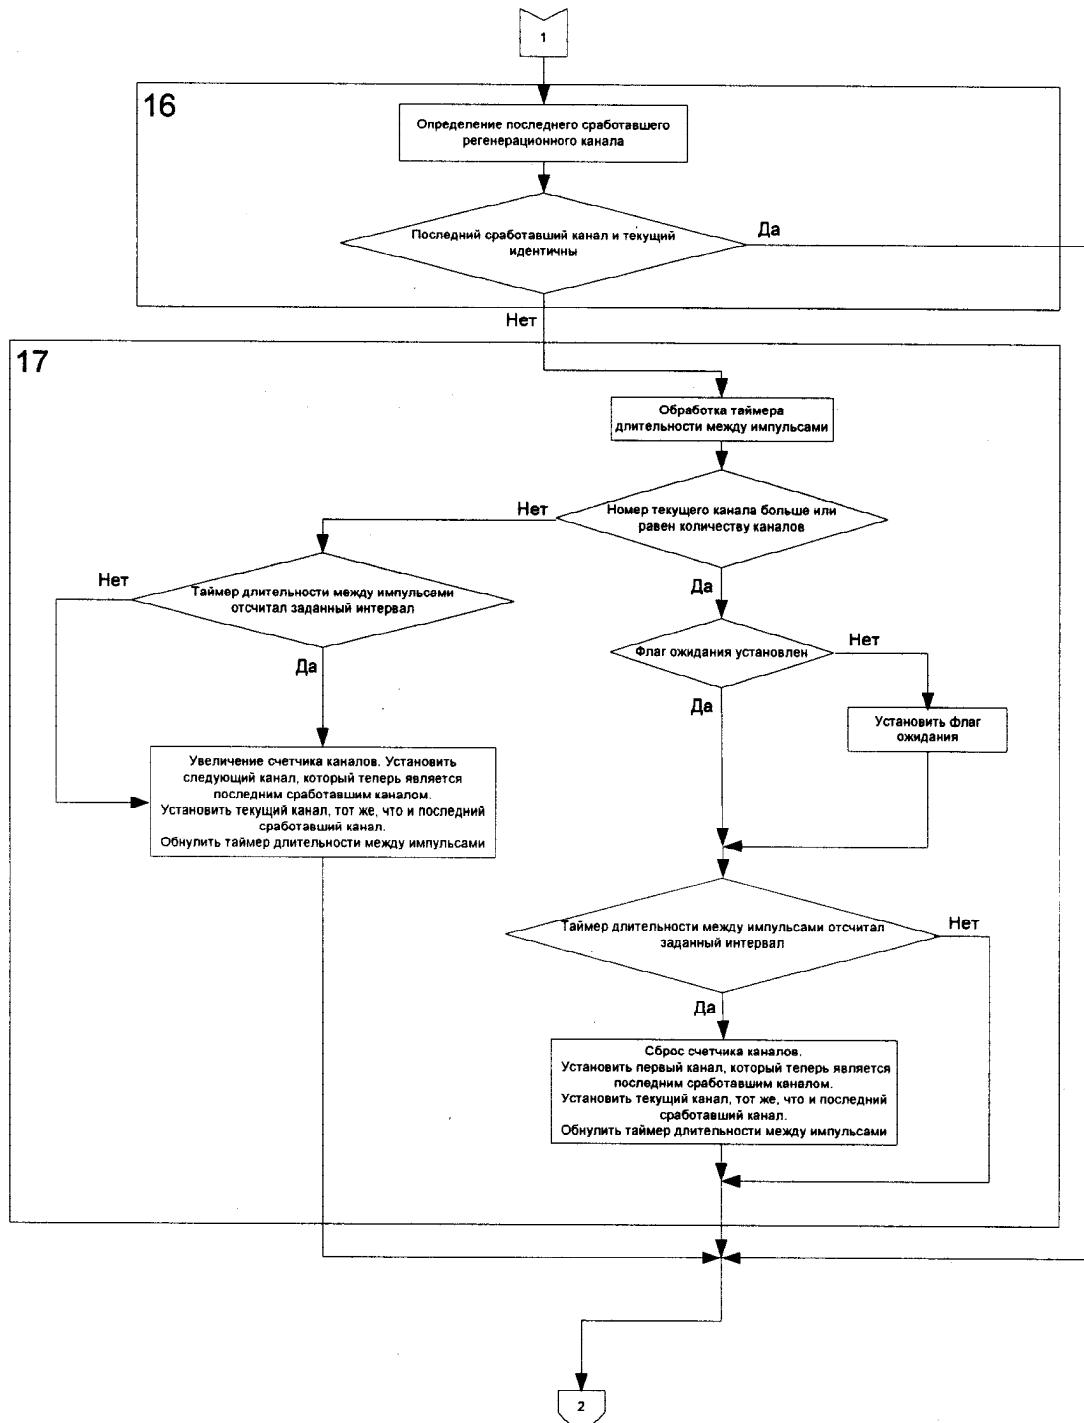 1
16
Определение последнего сработавшего
регенерационного канала
Последний сработавший канал и текущий
идентичны
Да
Нет
17
Обработка таймера
длительности между импульсами
Номер текущего канала больше или
равен количеству каналов
Нет
Да
Таймер длительности между импульсами
отсчитал заданный интервал
Нет
Да
Флаг ожидания установлен
Нет
Да
Установить флаг
ожидания
Увеличение счетчика каналов. Установить
следующий канал, который теперь является
последним сработавшим каналом.
Установить текущий канал, тот же, что и последний
сработавший канал.
Обнулить таймер длительности между импульсами
Таймер длительности между импульсами отсчитал
заданный интервал
Нет
Да
Сброс счетчика каналов.
Установить первый канал, который теперь является
последним сработавшим каналом.
Установить текущий канал, тот же, что и последний
сработавший канал.
Обнулить таймер длительности между импульсами
2